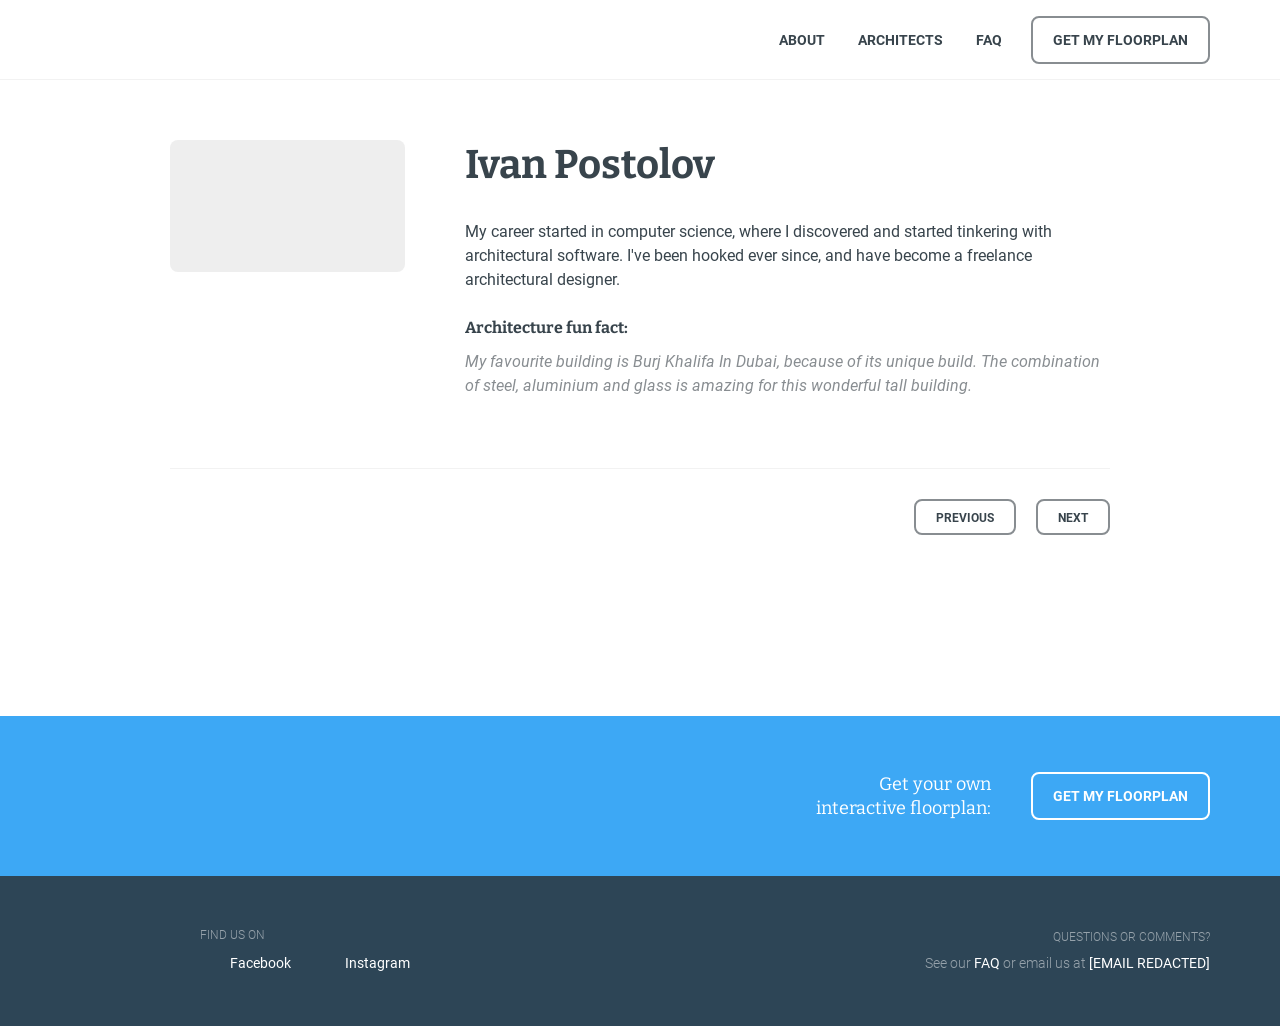 ABOUT ARCHITECTS FAQ GET MY FLOORPLAN
Ivan Postolov
My career started in computer science, where I discovered and started tinkering with
architectural software. I've been hooked ever since, and have become a freelance
architectural designer.
Architecture fun fact:
My favourite building is Burj Khalifa In Dubai, because of its unique build. The combination
of steel, aluminium and glass is amazing for this wonderful tall building.
PREVIOUS NEXT
Get your own
interactive floorplan:
GET MY FLOORPLAN
FIND US ON
Facebook Instagram
QUESTIONS OR COMMENTS?
See our FAQ or email us at [EMAIL REDACTED]